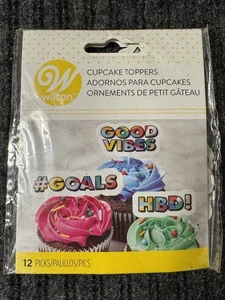 wilton
CUPCAKE TOPPERS
ADORNOS PARA CUPCAKES
ORNEMENTS DE PETIT GÂTEAU
GOOD
VIBES
#GOALS
HBD!
12 PICKS/PALILLOS/PICS